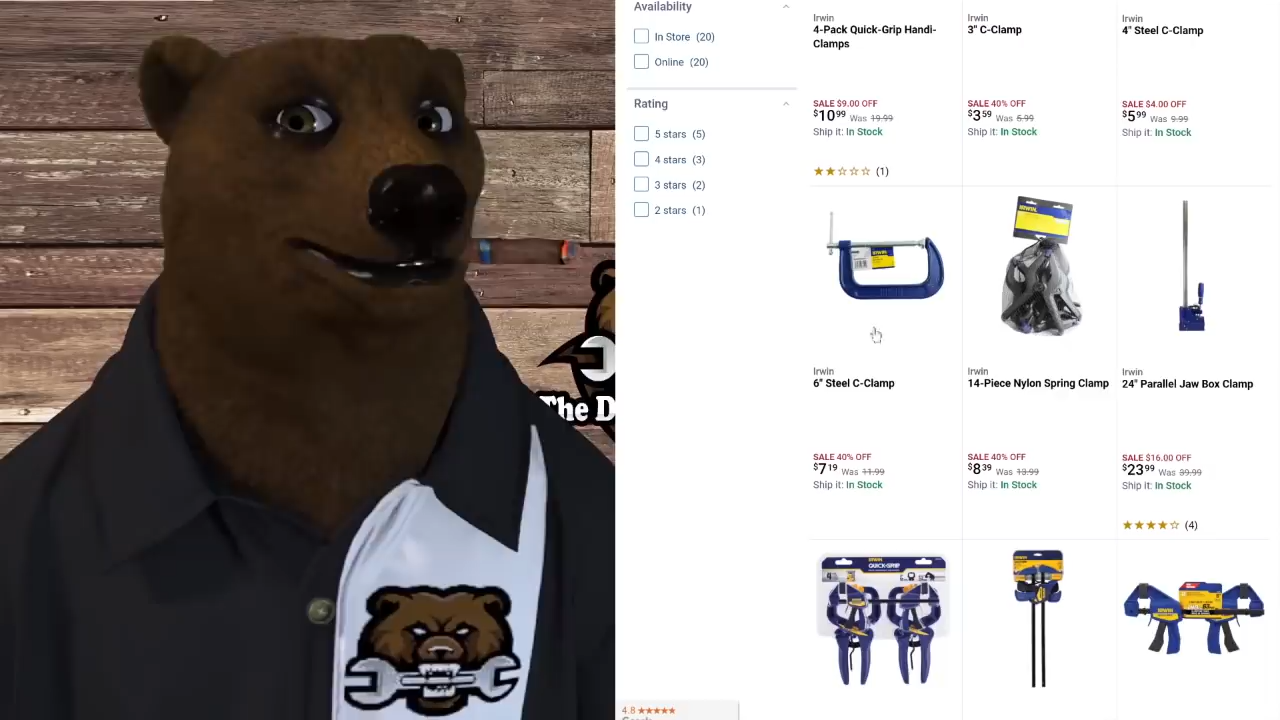 Availability
In Store (20)
Online (20)
Rating
5 stars (5)
4 stars (3)
3 stars (2)
2 stars (1)
Irwin
4-Pack Quick-Grip Handi-
Clamps
SALE $9.00 OFF
$10 99 Was 19.99
Ship it: In Stock
(1)
Irwin
3" C-Clamp
SALE 40% OFF
$3 59 Was 5.99
Ship it: In Stock
Irwin
4" Steel C-Clamp
SALE $4.00 OFF
$5 99 Was 9.99
Ship it: In Stock
Irwin
6" Steel C-Clamp
SALE 40% OFF
$7 19 Was 11.99
Ship it: In Stock
IRWIN
Irwin
14-Piece Nylon Spring Clamp
SALE 40% OFF
$8 39 Was 13.99
Ship it: In Stock
Irwin
24" Parallel Jaw Box Clamp
SALE $16.00 OFF
$23 99 Was 39.99
Ship it: In Stock
(4)
IRWIN
QUICK-GRIP
IRWIN
IRWIN
The D
4.8